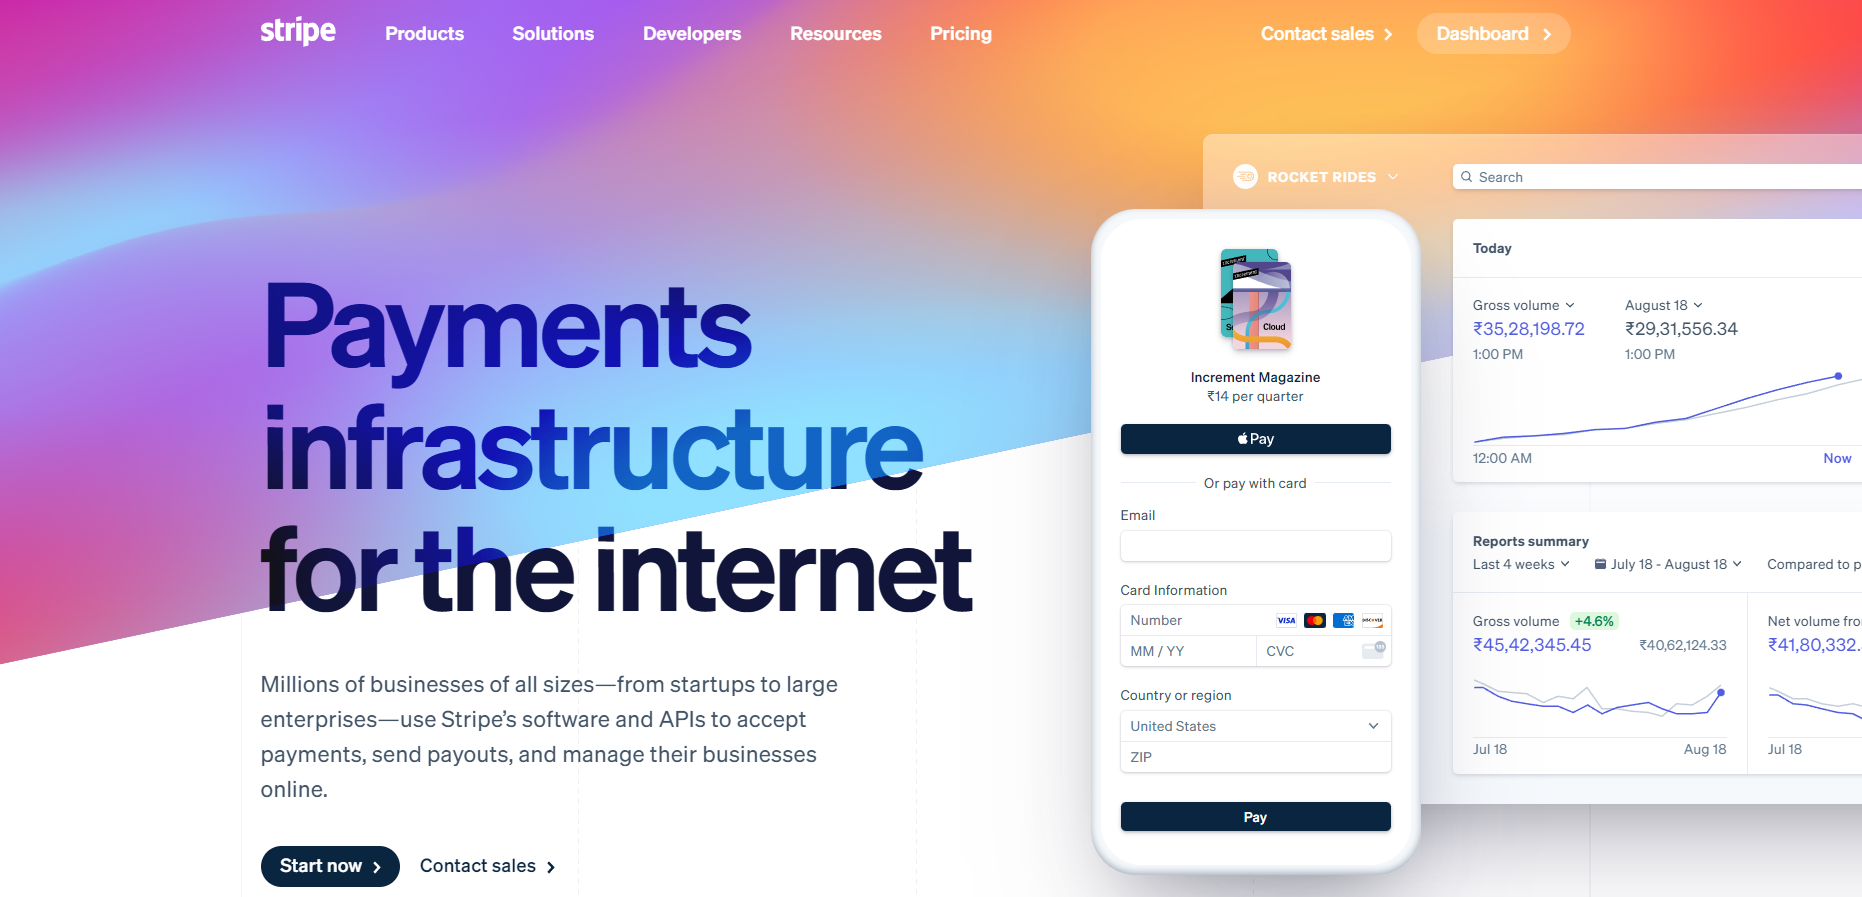 stripe
Products
Solutions
Developers
Resources
Pricing
Contact sales
Dashboard
Payments
infrastructure
for the internet
Millions of businesses of all sizes—from startups to large
enterprises—use Stripe’s software and APIs to accept
payments, send payouts, and manage their businesses
online.
Start now
Contact sales
Increment
Increment
Cloud
Increment Magazine
₹14 per quarter
Pay
Or pay with card
Email
Card Information
Number
VISA
AMEX
DISCOVER
MM / YY
CVC
Country or region
United States
ZIP
Pay
ROCKET RIDES
Search
Today
Gross volume
₹35,28,198.72
1:00 PM
August 18
₹29,31,556.34
1:00 PM
12:00 AM
Now
Reports summary
Last 4 weeks
July 18 - August 18
Compared to p
Gross volume +4.6%
₹45,42,345.45
₹40,62,124.33
Jul 18
Aug 18
Net volume fro
₹41,80,332.
Jul 18